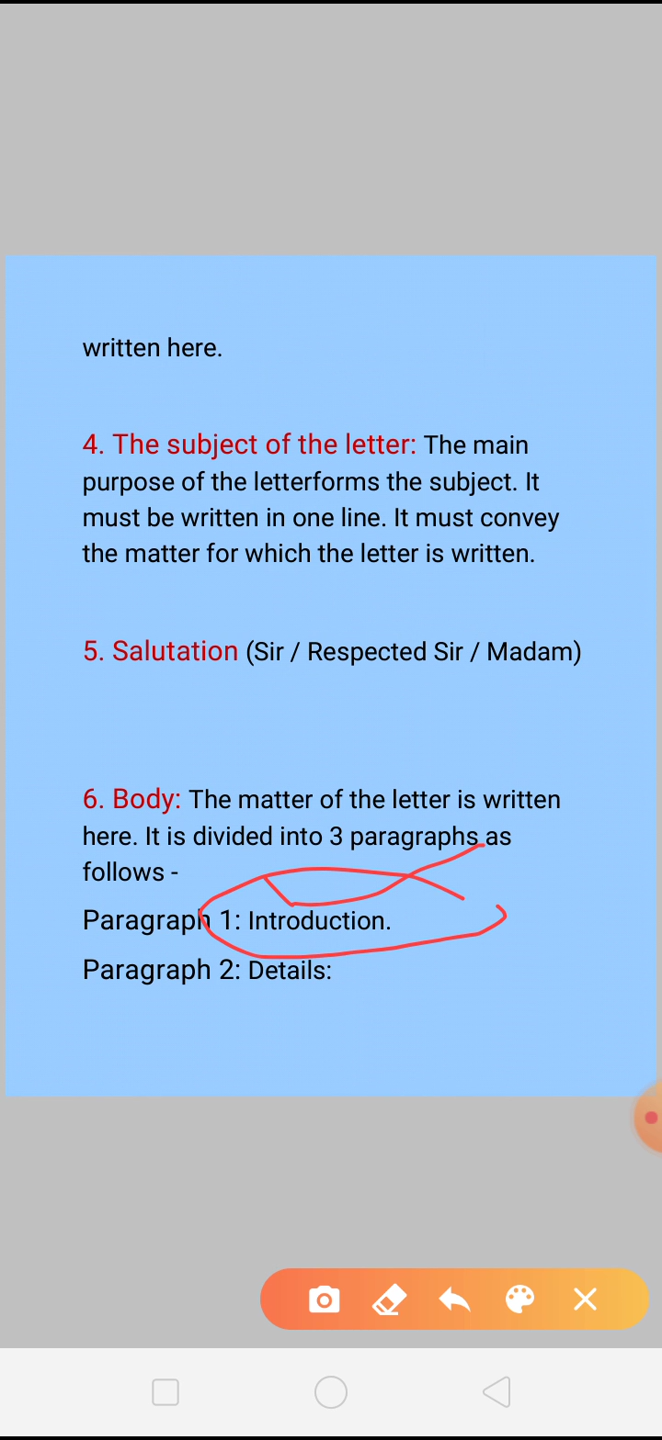 written here.
4. The subject of the letter: The main
purpose of the letterforms the subject. It
must be written in one line. It must convey
the matter for which the letter is written.
5. Salutation (Sir / Respected Sir / Madam)
6. Body: The matter of the letter is written
here. It is divided into 3 paragraphs as
follows -
Paragraph 1: Introduction.
Paragraph 2: Details: